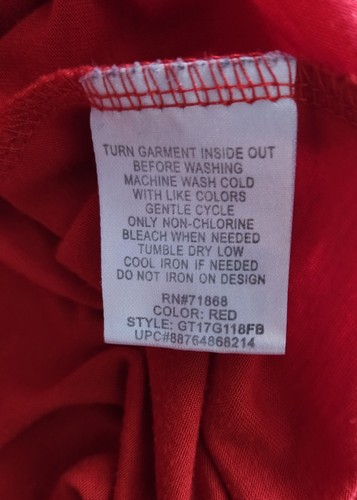 TURN GARMENT INSIDE OUT
BEFORE WASHING
MACHINE WASH COLD
WITH LIKE COLORS
GENTLE CYCLE
ONLY NON-CHLORINE
BLEACH WHEN NEEDED
TUMBLE DRY LOW
COOL IRON IF NEEDED
DO NOT IRON ON DESIGN
RN#71868
COLOR: RED
STYLE: GT17G118FB
UPC#88764868214